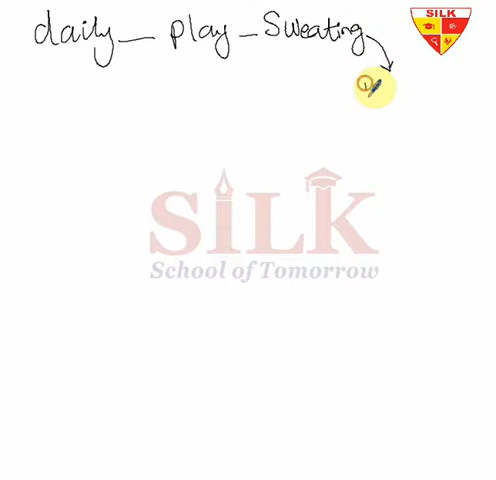 daily – play – Sweating
SILK
SiLK
School of Tomorrow